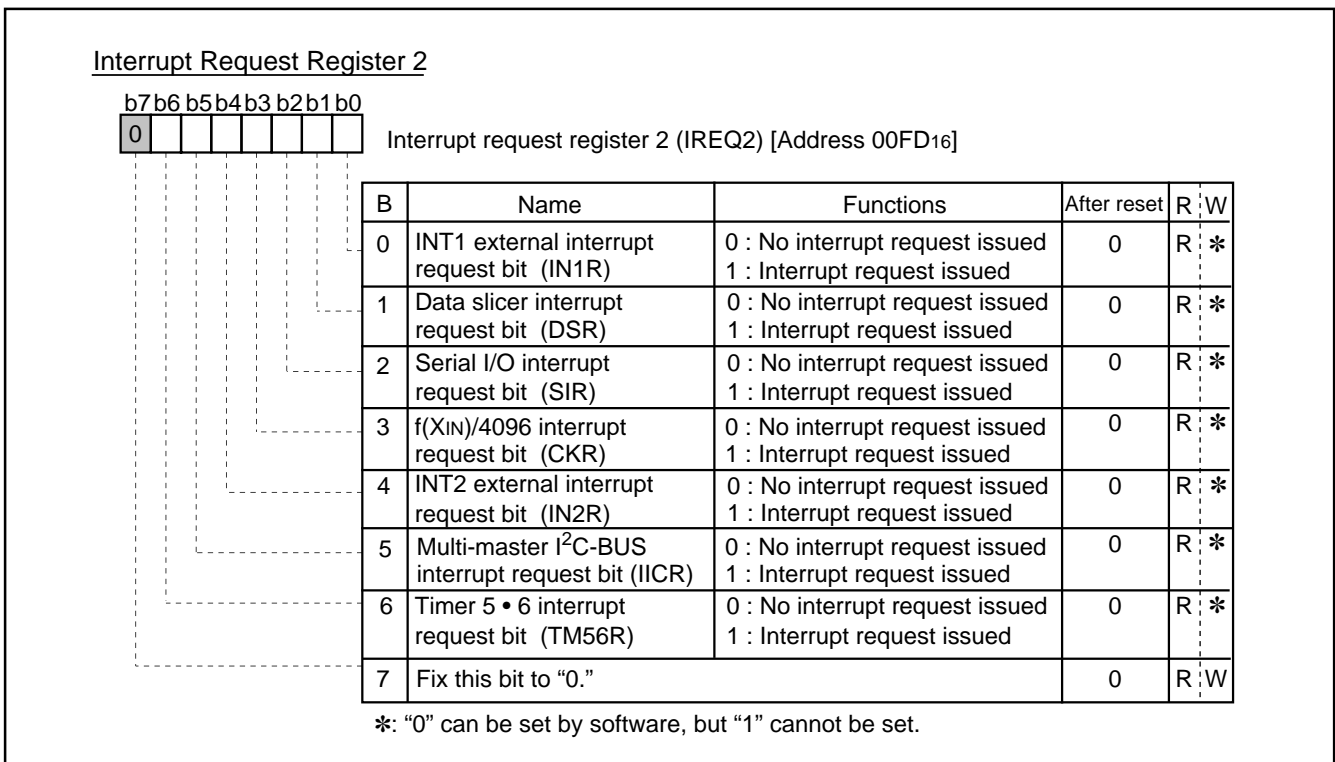 Interrupt Request Register 2
b7 b6 b5 b4 b3 b2 b1 b0
0
Interrupt request register 2 (IREQ2) [Address 00FD16]
B Name Functions After reset R W
0 INT1 external interrupt request bit (IN1R) 0 : No interrupt request issued 1 : Interrupt request issued 0 R ✻
1 Data slicer interrupt request bit (DSR) 0 : No interrupt request issued 1 : Interrupt request issued 0 R ✻
2 Serial I/O interrupt request bit (SIR) 0 : No interrupt request issued 1 : Interrupt request issued 0 R ✻
3 f(XIN)/4096 interrupt request bit (CKR) 0 : No interrupt request issued 1 : Interrupt request issued 0 R ✻
4 INT2 external interrupt request bit (IN2R) 0 : No interrupt request issued 1 : Interrupt request issued 0 R ✻
5 Multi-master I²C-BUS interrupt request bit (IICR) 0 : No interrupt request issued 1 : Interrupt request issued 0 R ✻
6 Timer 5 • 6 interrupt request bit (TM56R) 0 : No interrupt request issued 1 : Interrupt request issued 0 R ✻
7 Fix this bit to “0.” 0 R W
✻: “0” can be set by software, but “1” cannot be set.